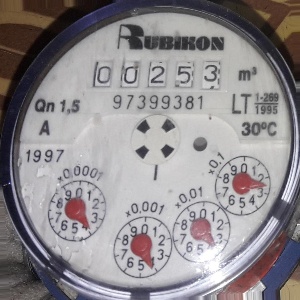 RUBIKON
00253 m³
Qn 1,5
97399381
LT 1-269
1995
A
30°C
1997
x0,0001
x0,1
x0,001
x0,01